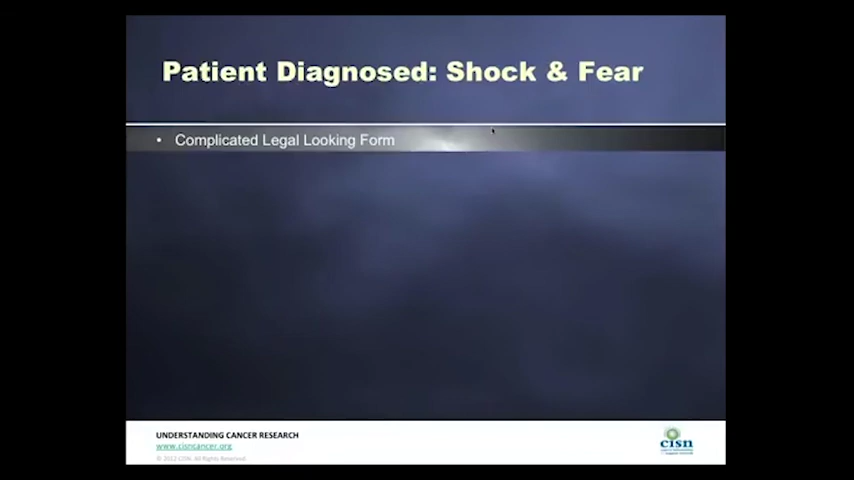 Patient Diagnosed: Shock & Fear
• Complicated Legal Looking Form
UNDERSTANDING CANCER RESEARCH
www.cisncancer.org
© 2012 CISN. All Rights Reserved.
cisn